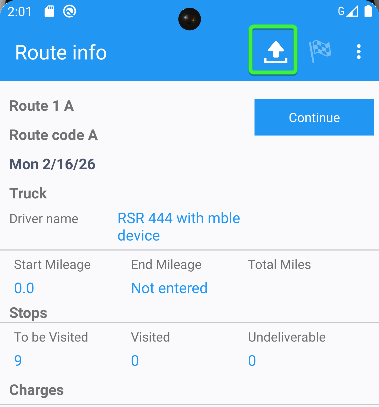 2:01 G
Route info
Route 1 A
Continue
Route code A
Mon 2/16/26
Truck
Driver name RSR 444 with mble
device
Start Mileage End Mileage Total Miles
0.0 Not entered
Stops
To be Visited Visited Undeliverable
9 0 0
Charges